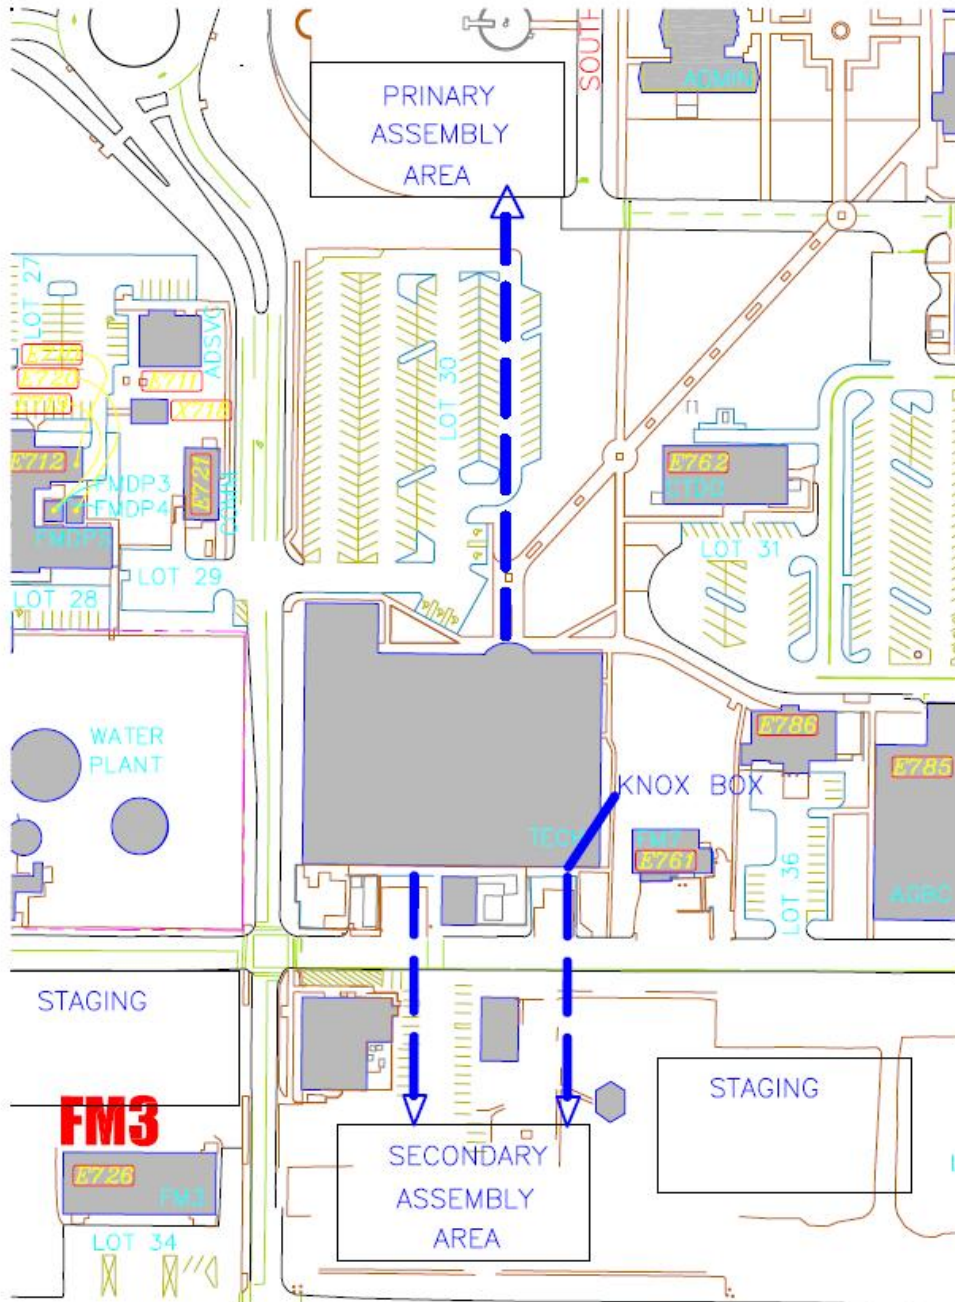 SOUTH
ADMIN
PRINARY
ASSEMBLY
AREA
LOT 27
ADSVC
E720
E711
X718
LOT 30
E712
E721
E762
FMDP3
FMDP4
LOT 31
LOT 29
LOT 28
WATER
PLANT
E786
E785
KNOX BOX
TECH
E761
LOT 36
STAGING
STAGING
FM3
E726
FM3
SECONDARY
ASSEMBLY
AREA
LOT 34